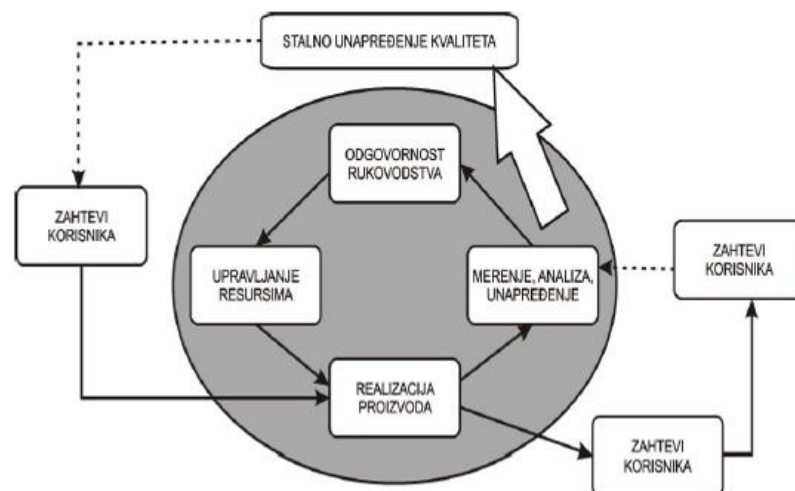 STALNO UNAPREĐENJE KVALITETA
ODGOVORNOST
RUKOVODSTVA
ZAHTEVI
KORISNIKA
UPRAVLJANJE
RESURSIMA
MERENJE, ANALIZA,
UNAPREĐENJE
ZAHTEVI
KORISNIKA
REALIZACIJA
PROIZVODA
ZAHTEVI
KORISNIKA